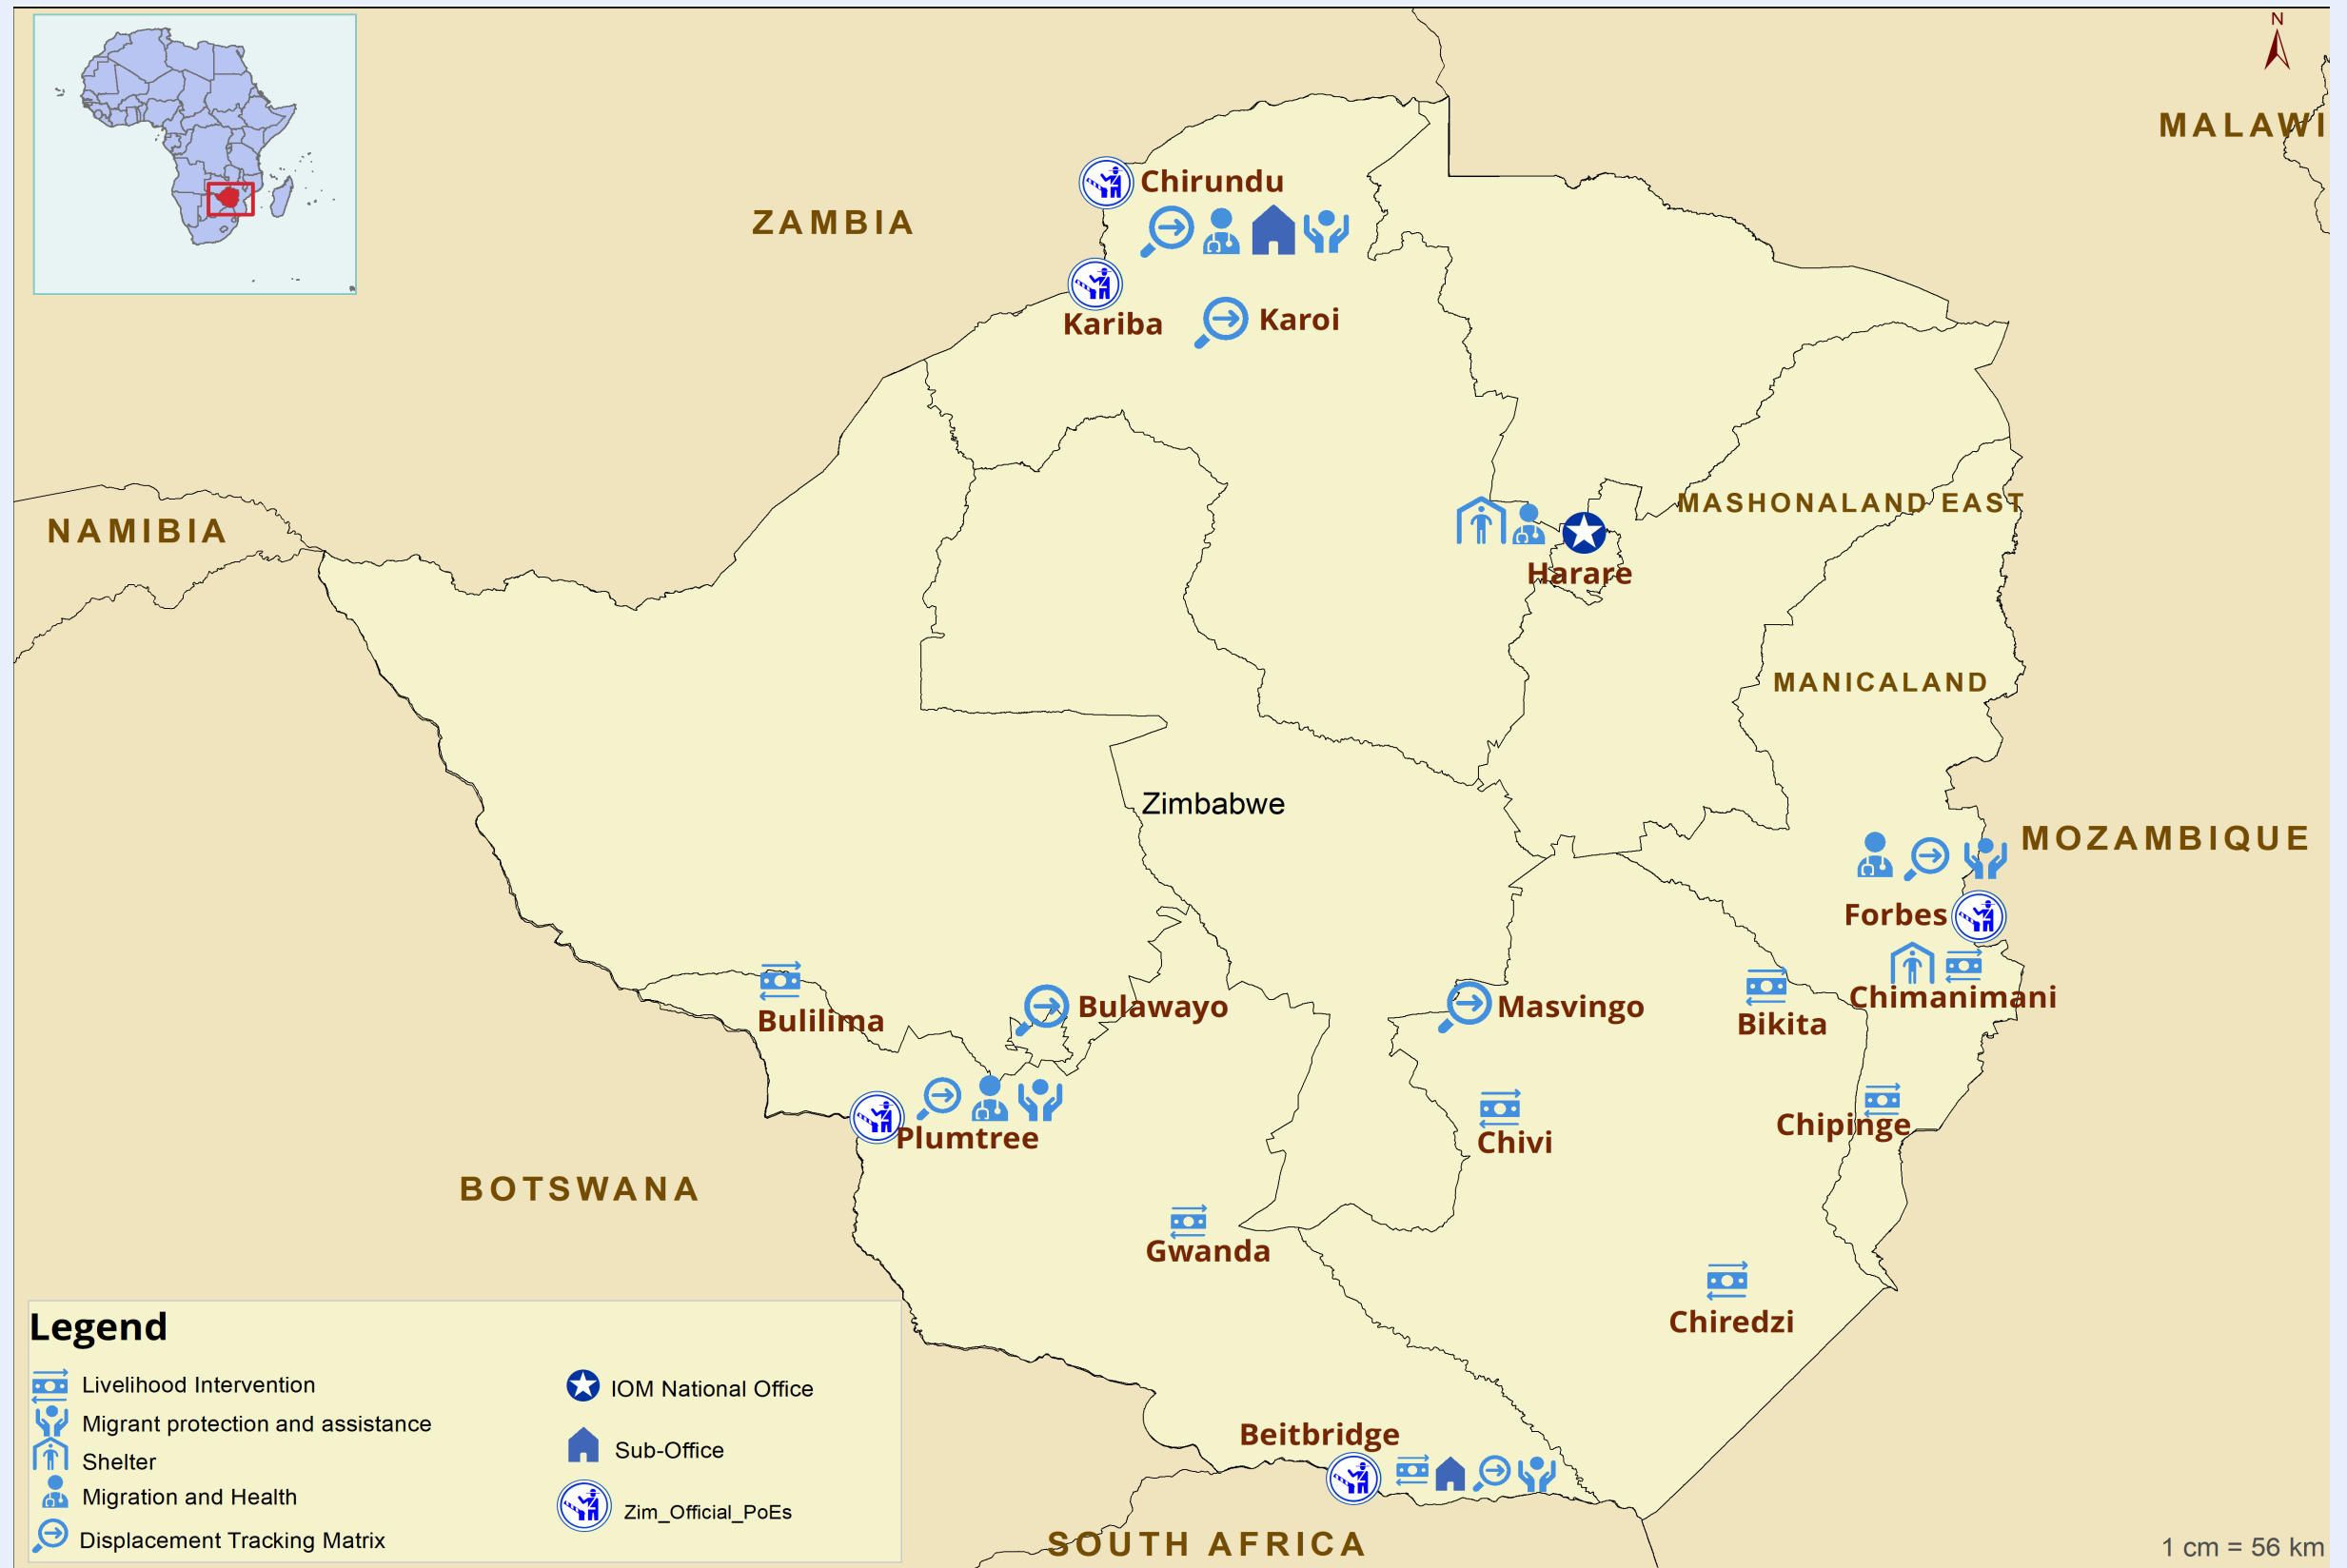 N
MALAWI
Chirundu
ZAMBIA
Kariba
Karoi
MASHONALAND EAST
NAMIBIA
Harare
MANICALAND
Zimbabwe
MOZAMBIQUE
Forbes
Chimanimani
Bulawayo
Masvingo
Bikita
Bulilima
Chipinge
Plumtree
Chivi
BOTSWANA
Gwanda
Chiredzi
Legend
Livelihood Intervention
Migrant protection and assistance
Shelter
Migration and Health
Displacement Tracking Matrix
IOM National Office
Sub-Office
Zim_Official_PoEs
Beitbridge
SOUTH AFRICA
1 cm = 56 km